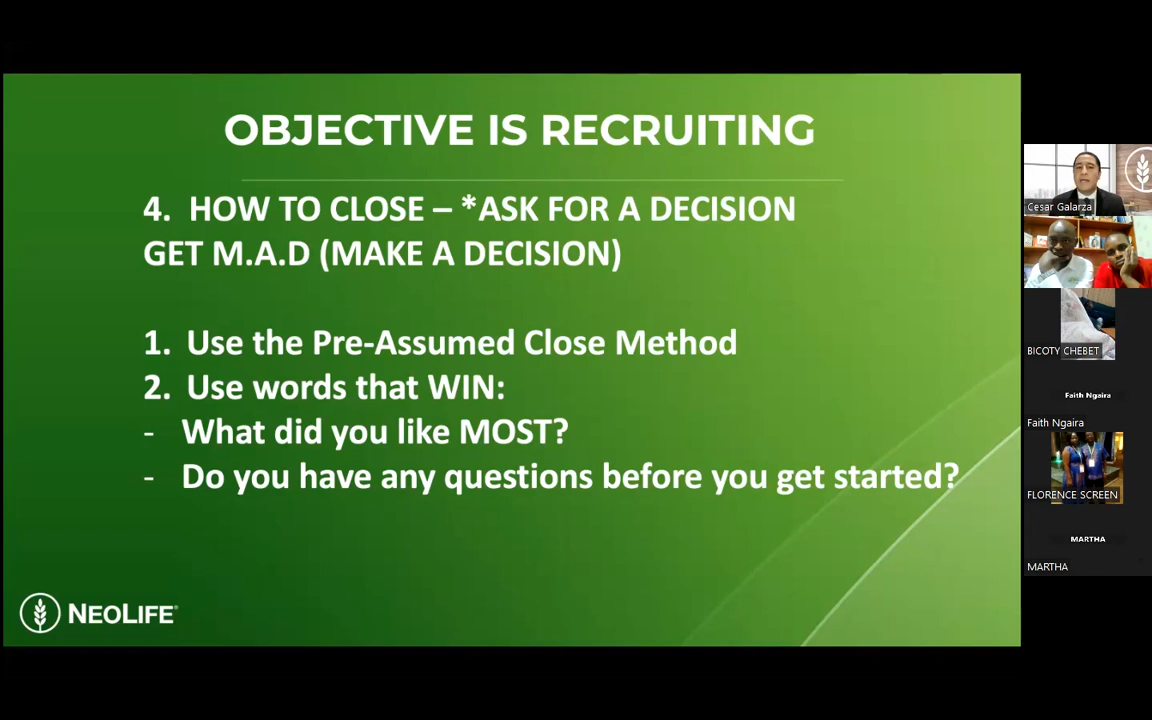 OBJECTIVE IS RECRUITING
4. HOW TO CLOSE – *ASK FOR A DECISION
GET M.A.D (MAKE A DECISION)
1. Use the Pre-Assumed Close Method
2. Use words that WIN:
- What did you like MOST?
- Do you have any questions before you get started?
NEOLIFE
Cesar Galarza
BICOTY CHEBET
Faith Ngaira
Faith Ngaira
FLORENCE SCREEN
MARTHA
MARTHA